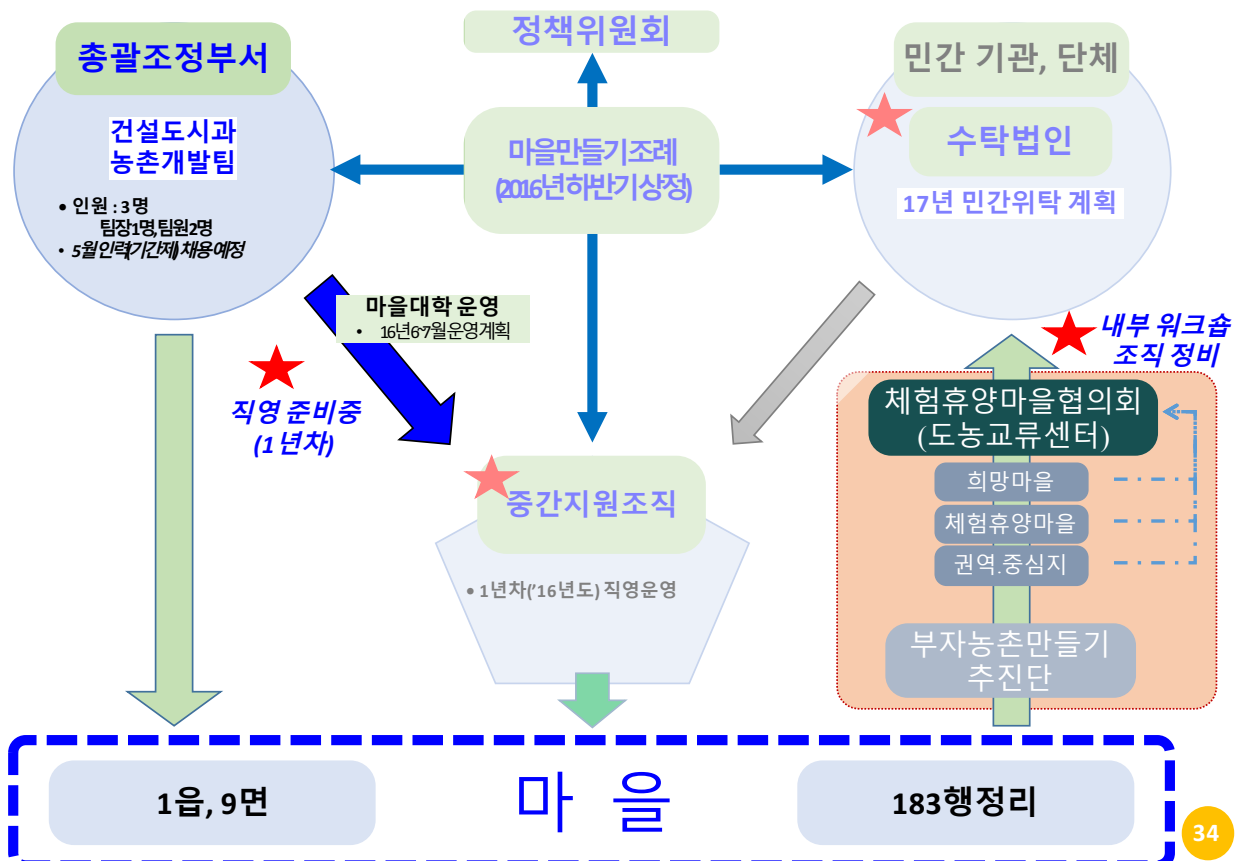 정책위원회
총괄조정부서
건설도시과
농촌개발팀
• 인원 : 3명
팀장1명,팀원2명
• 5월인력(기간제) 채용예정
마을만들기조례
(2016년하반기상정)
민간 기관, 단체
수탁법인
17년 민간위탁 계획
마을대학 운영
• 16년6~7월운영계획
직영 준비중
(1년차)
내부 워크숍
조직 정비
체험휴양마을협의회
(도농교류센터)
희망마을
체험휴양마을
권역.중심지
부자농촌만들기
추진단
중간지원조직
• 1년차('16년도) 직영운영
1읍, 9면
마 을
183행정리
34